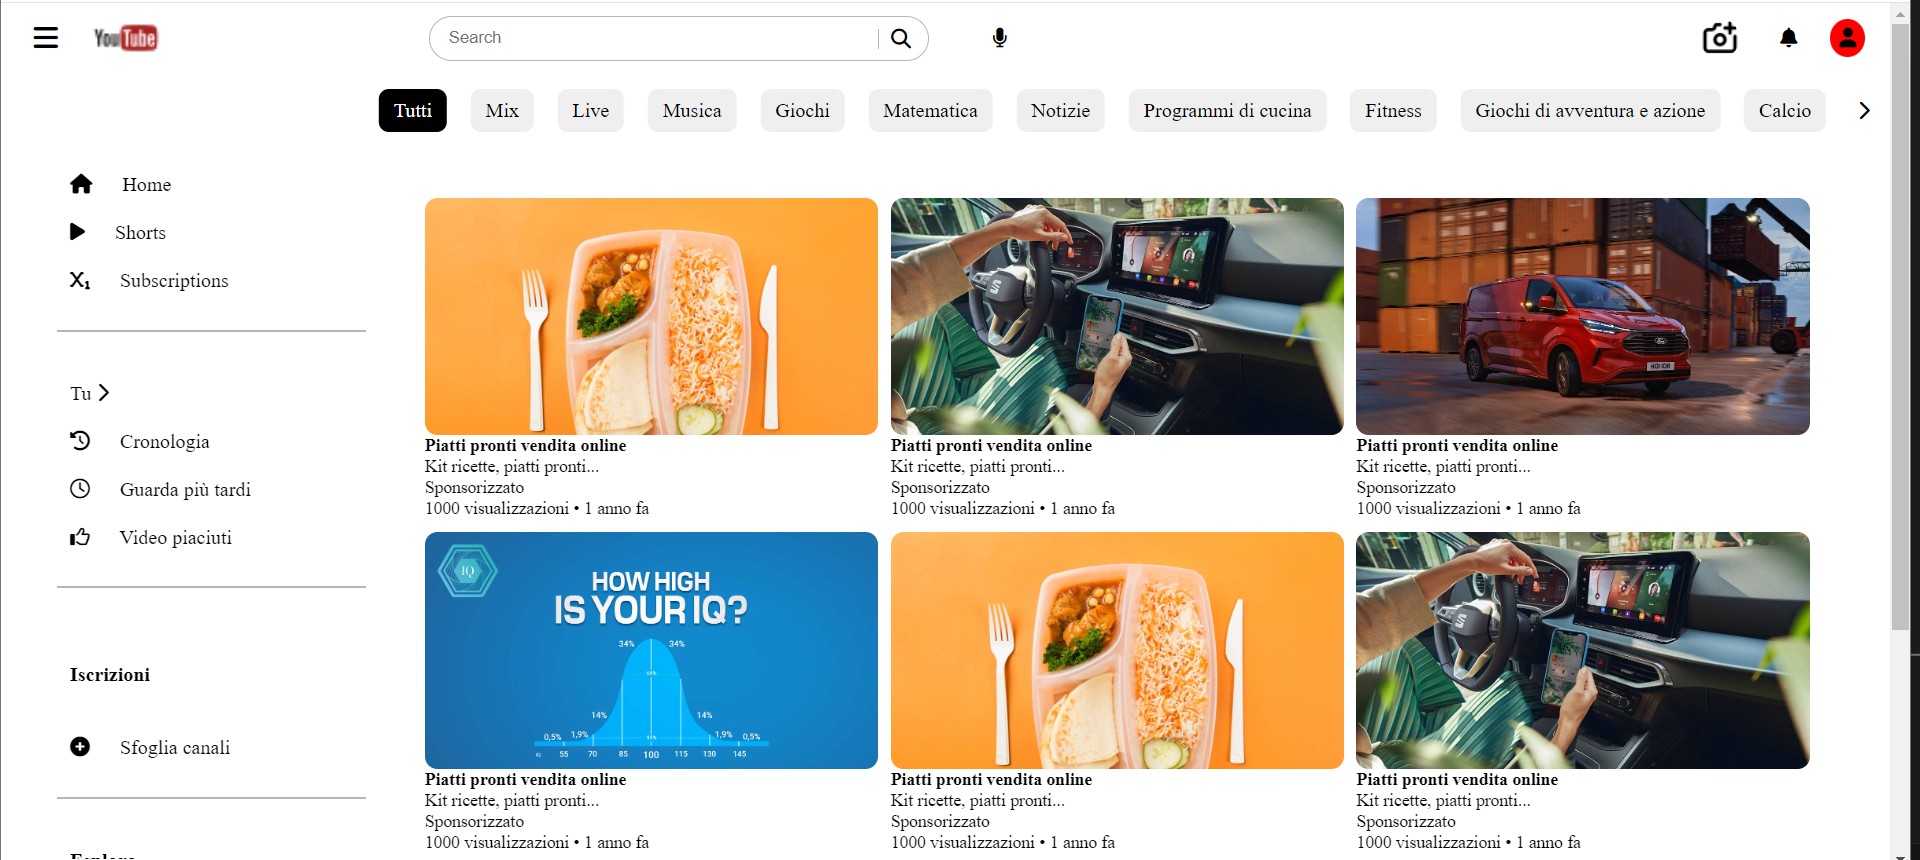 YouTube
Search
Tutti
Mix
Live
Musica
Giochi
Matematica
Notizie
Programmi di cucina
Fitness
Giochi di avventura e azione
Calcio
Home
Shorts
X₁ Subscriptions
Tu
Cronologia
Guarda più tardi
Video piaciuti
Iscrizioni
Sfoglia canali
Piatti pronti vendita online
Kit ricette, piatti pronti...
Sponsorizzato
1000 visualizzazioni • 1 anno fa
Piatti pronti vendita online
Kit ricette, piatti pronti...
Sponsorizzato
1000 visualizzazioni • 1 anno fa
Ford
HOI 10B
Piatti pronti vendita online
Kit ricette, piatti pronti...
Sponsorizzato
1000 visualizzazioni • 1 anno fa
IQ
HOW HIGH
IS YOUR IQ?
34% 34%
14% 14%
0,5% 1,9% 1,9% 0,5%
IQ 55 70 85 100 115 130 145
Piatti pronti vendita online
Kit ricette, piatti pronti...
Sponsorizzato
1000 visualizzazioni • 1 anno fa
Piatti pronti vendita online
Kit ricette, piatti pronti...
Sponsorizzato
1000 visualizzazioni • 1 anno fa
Piatti pronti vendita online
Kit ricette, piatti pronti...
Sponsorizzato
1000 visualizzazioni • 1 anno fa